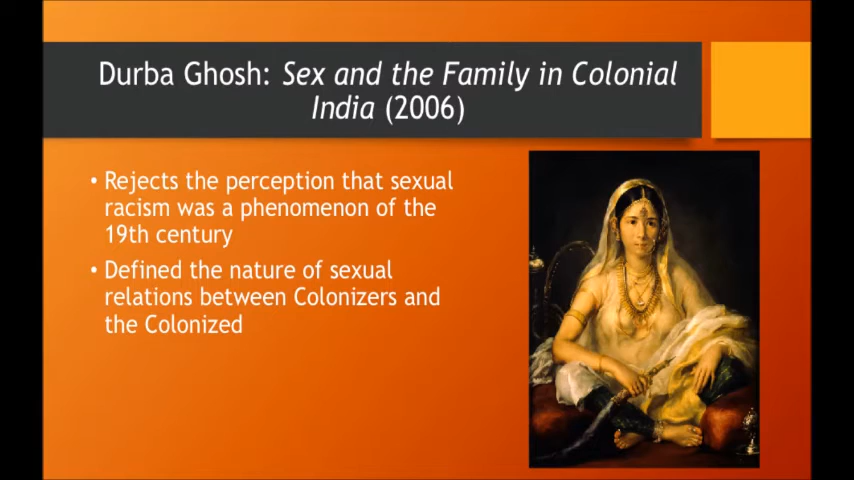 Durba Ghosh: Sex and the Family in Colonial
India (2006)
• Rejects the perception that sexual
racism was a phenomenon of the
19th century
• Defined the nature of sexual
relations between Colonizers and
the Colonized